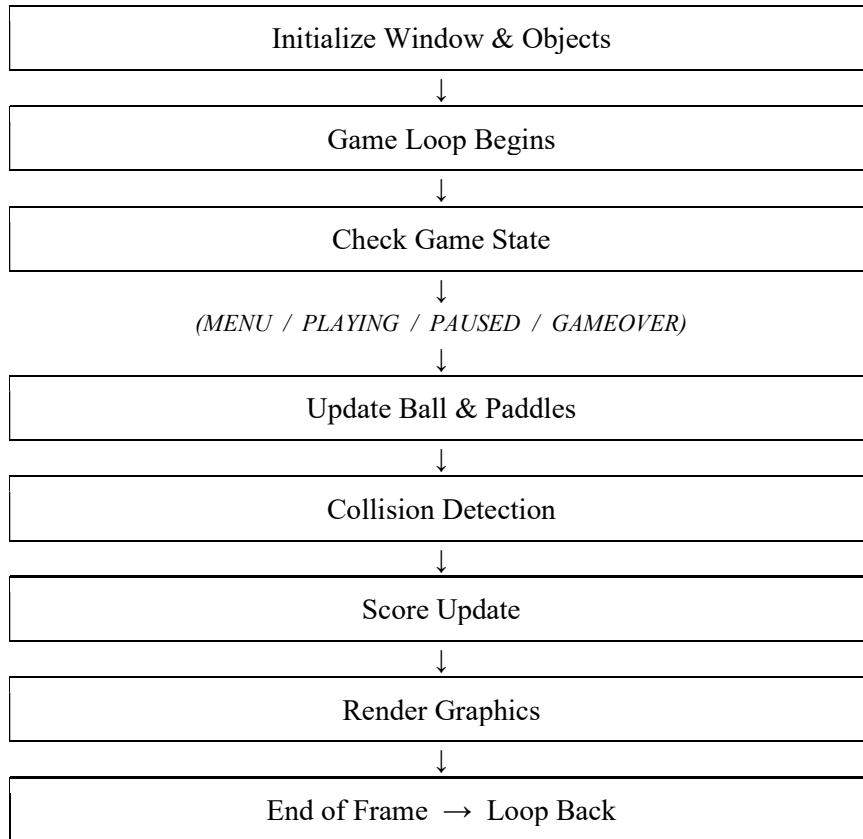 Initialize Window & Objects
↓
Game Loop Begins
↓
Check Game State
↓
(MENU / PLAYING / PAUSED / GAMEOVER)
↓
Update Ball & Paddles
↓
Collision Detection
↓
Score Update
↓
Render Graphics
↓
End of Frame → Loop Back